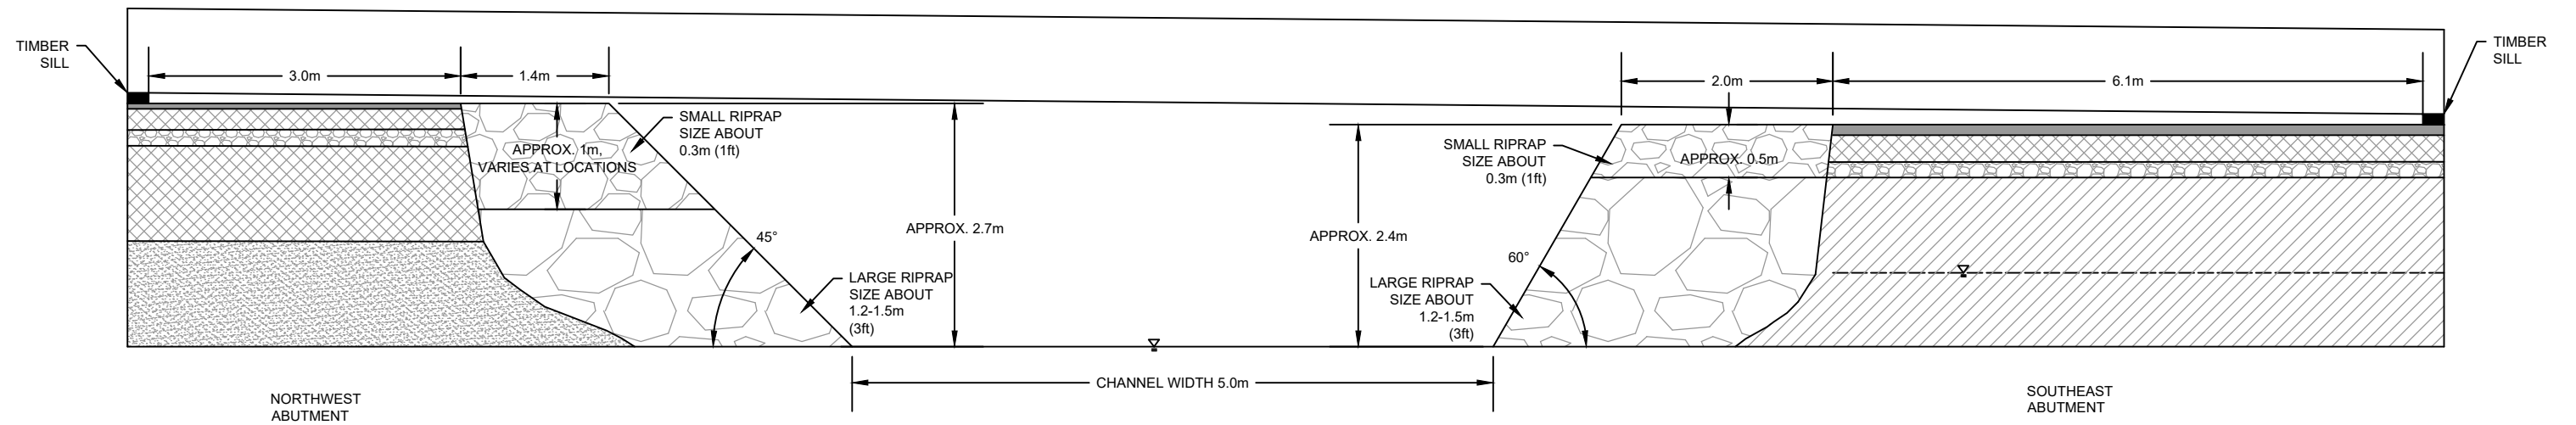 TIMBER
SILL
3.0m
1.4m
SMALL RIPRAP
SIZE ABOUT
0.3m (1ft)
APPROX. 1m,
VARIES AT LOCATIONS
45°
LARGE RIPRAP
SIZE ABOUT
1.2-1.5m
(3ft)
APPROX. 2.7m
NORTHWEST
ABUTMENT
CHANNEL WIDTH 5.0m
APPROX. 2.4m
SMALL RIPRAP
SIZE ABOUT
0.3m (1ft)
60°
LARGE RIPRAP
SIZE ABOUT
1.2-1.5m
(3ft)
2.0m
APPROX. 0.5m
6.1m
TIMBER
SILL
SOUTHEAST
ABUTMENT